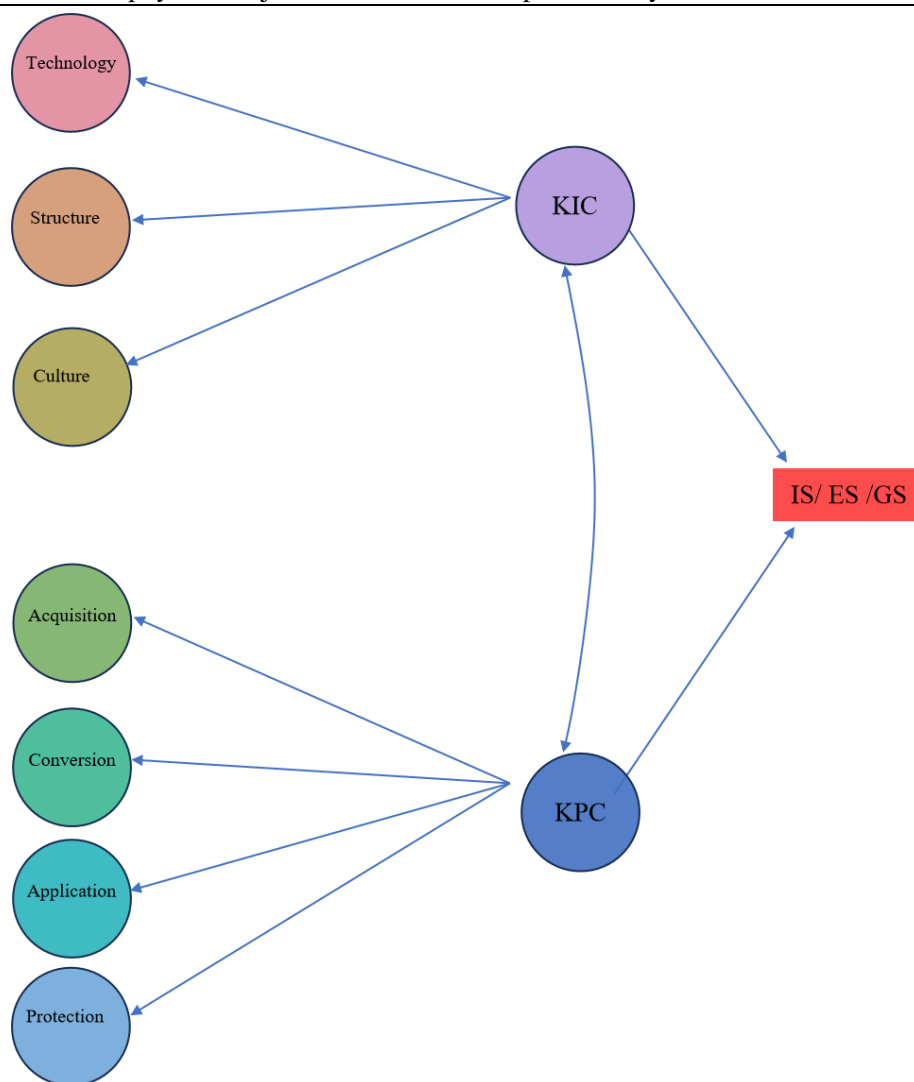 Technology
KIC
Structure
Culture
IS/ ES /GS
Acquisition
Conversion
KPC
Application
Protection